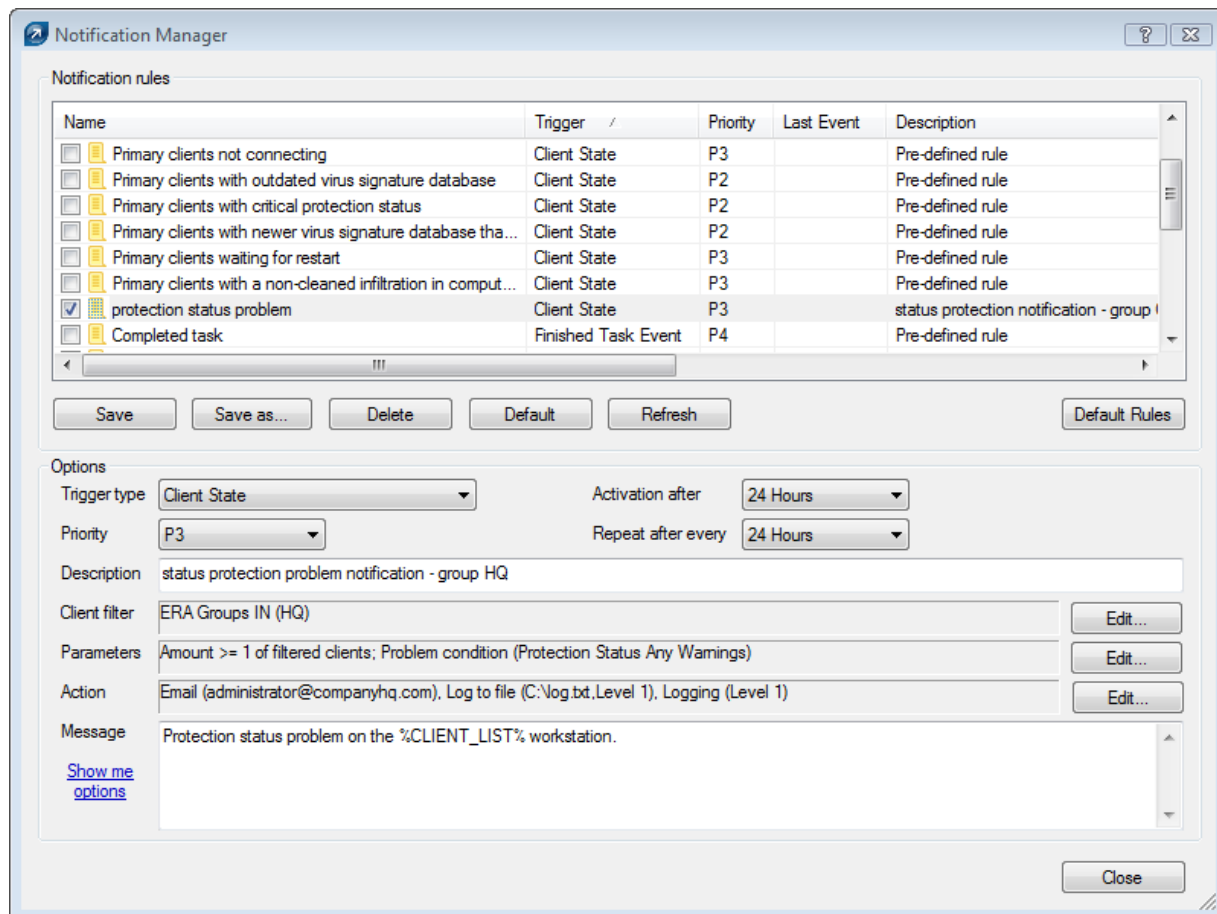 Notification Manager
Notification rules
Name Trigger Priority Last Event Description
Primary clients not connecting Client State P3 Pre-defined rule
Primary clients with outdated virus signature database Client State P2 Pre-defined rule
Primary clients with critical protection status Client State P2 Pre-defined rule
Primary clients with newer virus signature database tha... Client State P2 Pre-defined rule
Primary clients waiting for restart Client State P3 Pre-defined rule
Primary clients with a non-cleaned infiltration in comput... Client State P3 Pre-defined rule
protection status problem Client State P3 status protection notification - group
Completed task Finished Task Event P4 Pre-defined rule
Save Save as... Delete Default Refresh Default Rules
Options
Trigger type Client State Activation after 24 Hours
Priority P3 Repeat after every 24 Hours
Description status protection problem notification - group HQ
Client filter ERA Groups IN (HQ) Edit...
Parameters Amount >= 1 of filtered clients; Problem condition (Protection Status Any Warnings) Edit...
Action Email (administrator@companyhq.com), Log to file (C:\log.txt,Level 1), Logging (Level 1) Edit...
Message Protection status problem on the %CLIENT_LIST% workstation.
Show me
options
Close